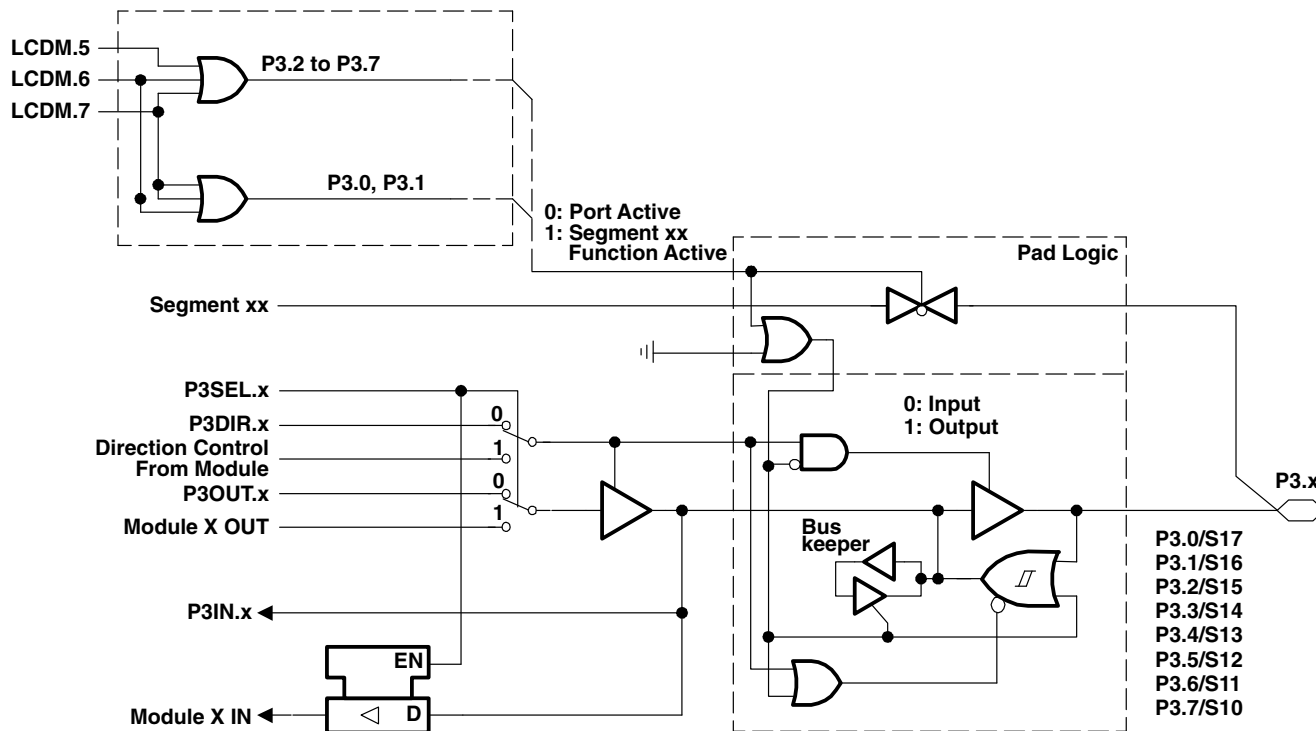 LCDM.5
LCDM.6
LCDM.7
P3.2 to P3.7
P3.0, P3.1
0: Port Active
1: Segment xx
Function Active
Pad Logic
Segment xx
P3SEL.x
P3DIR.x
0
Direction Control
From Module
1
P3OUT.x
0
Module X OUT
1
0: Input
1: Output
P3.x
Bus
keeper
P3.0/S17
P3.1/S16
P3.2/S15
P3.3/S14
P3.4/S13
P3.5/S12
P3.6/S11
P3.7/S10
P3IN.x
EN
D
Module X IN